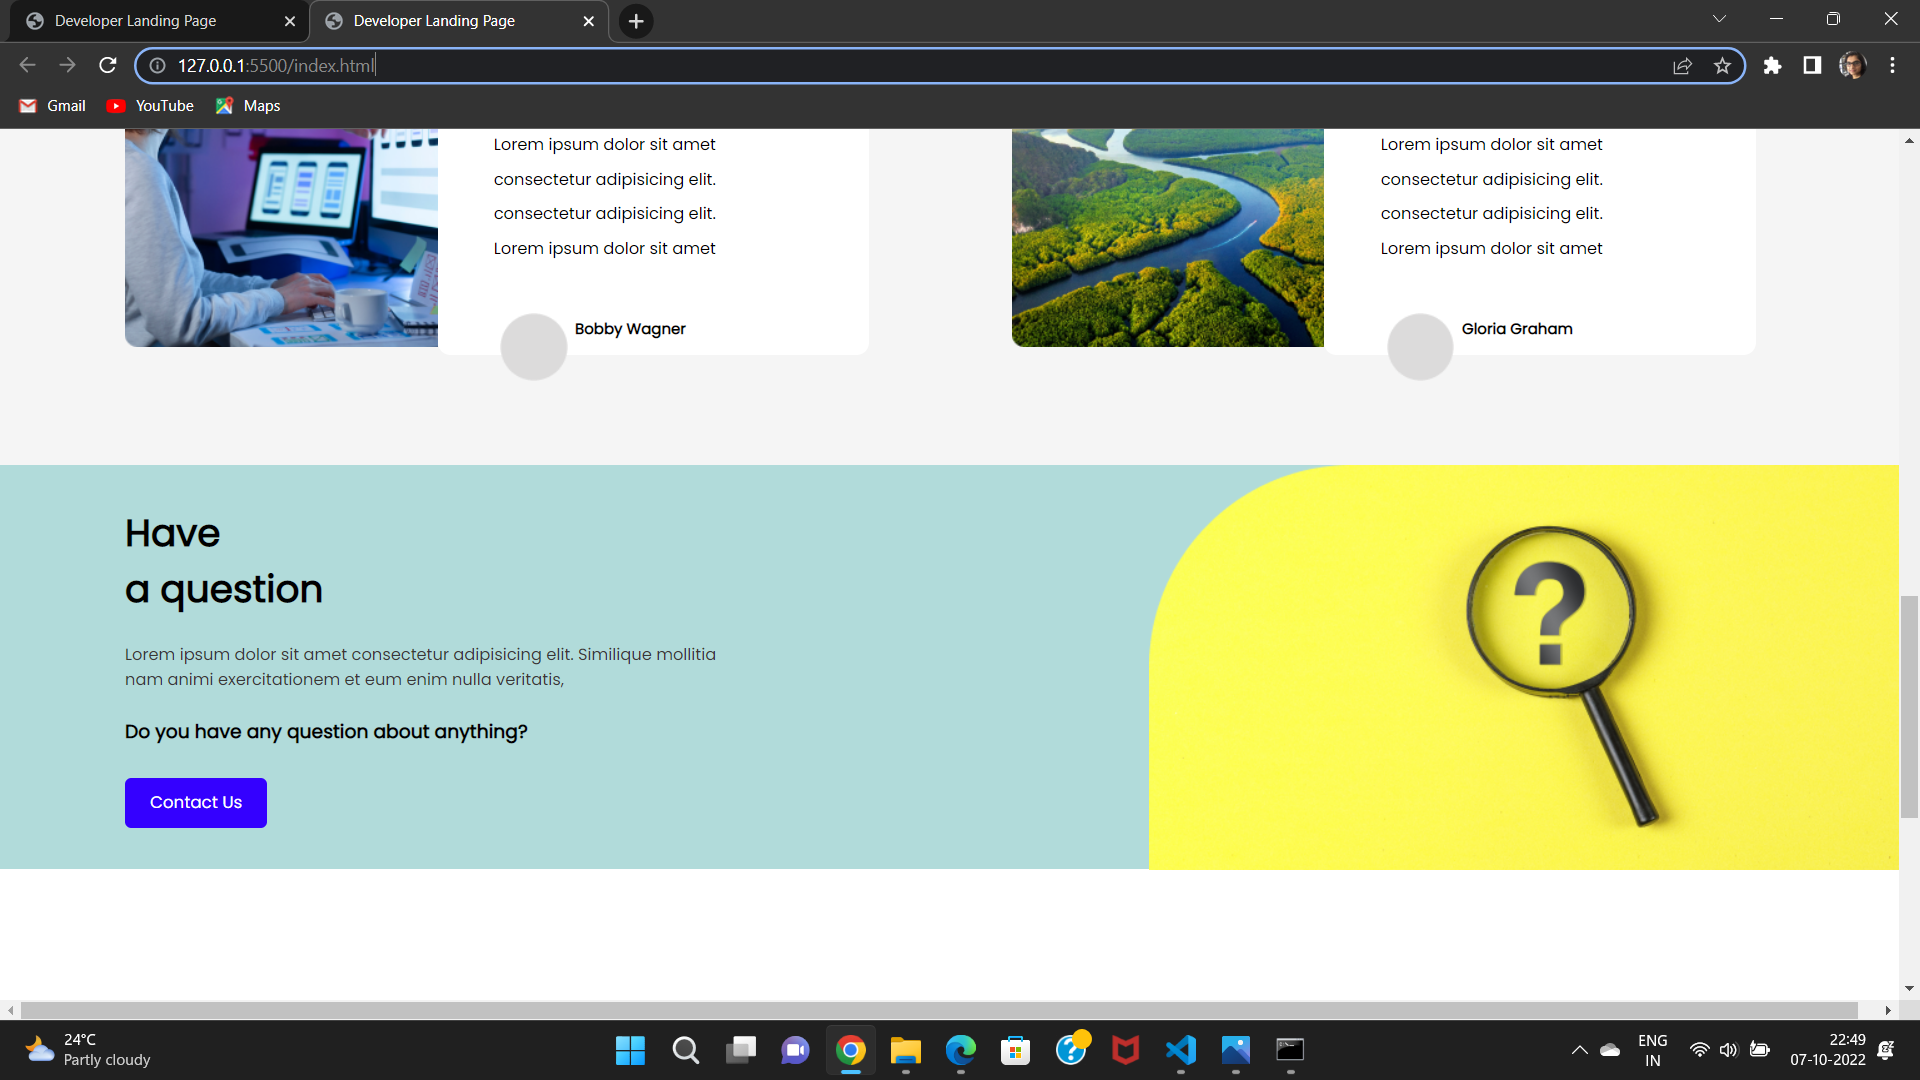 Developer Landing Page
Developer Landing Page
127.0.0.1:5500/index.html
Gmail
YouTube
Maps
Lorem ipsum dolor sit amet
consectetur adipisicing elit.
consectetur adipisicing elit.
Lorem ipsum dolor sit amet
Bobby Wagner
Lorem ipsum dolor sit amet
consectetur adipisicing elit.
consectetur adipisicing elit.
Lorem ipsum dolor sit amet
Gloria Graham
Have
a question
Lorem ipsum dolor sit amet consectetur adipisicing elit. Similique mollitia
nam animi exercitationem et eum enim nulla veritatis,
Do you have any question about anything?
Contact Us
?
24°C
Partly cloudy
ENG
IN
22:49
07-10-2022